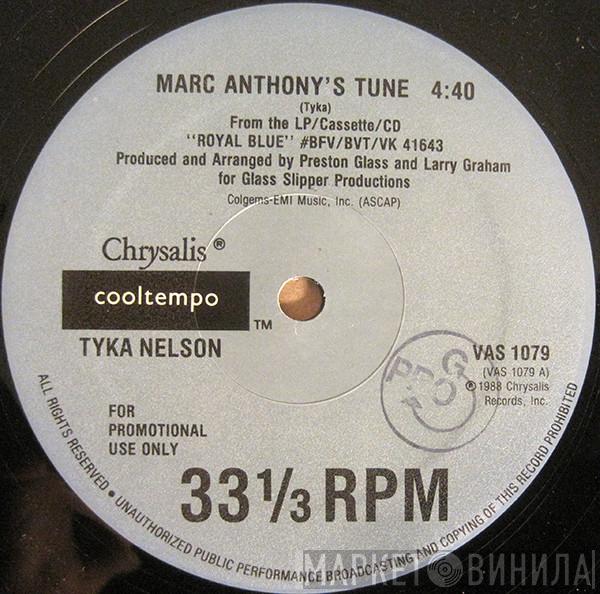 MARC ANTHONY'S TUNE 4:40
(Tyka)
From the LP/Cassette/CD
"ROYAL BLUE" #BFV/BVT/VK 41643
Produced and Arranged by Preston Glass and Larry Graham
for Glass Slipper Productions
Colgems-EMI Music, Inc. (ASCAP)
Chrysalis®
cooltempo
TM
TYKA NELSON
VAS 1079
(VAS 1079 A)
℗1988 Chrysalis
Records, Inc.
FOR
PROMOTIONAL
USE ONLY
33 1/3 RPM
ALL RIGHTS RESERVED • UNAUTHORIZED PUBLIC PERFORMANCE BROADCASTING AND COPYING OF THIS RECORD PROHIBITED
МАРКЕТ ВИНИЛА